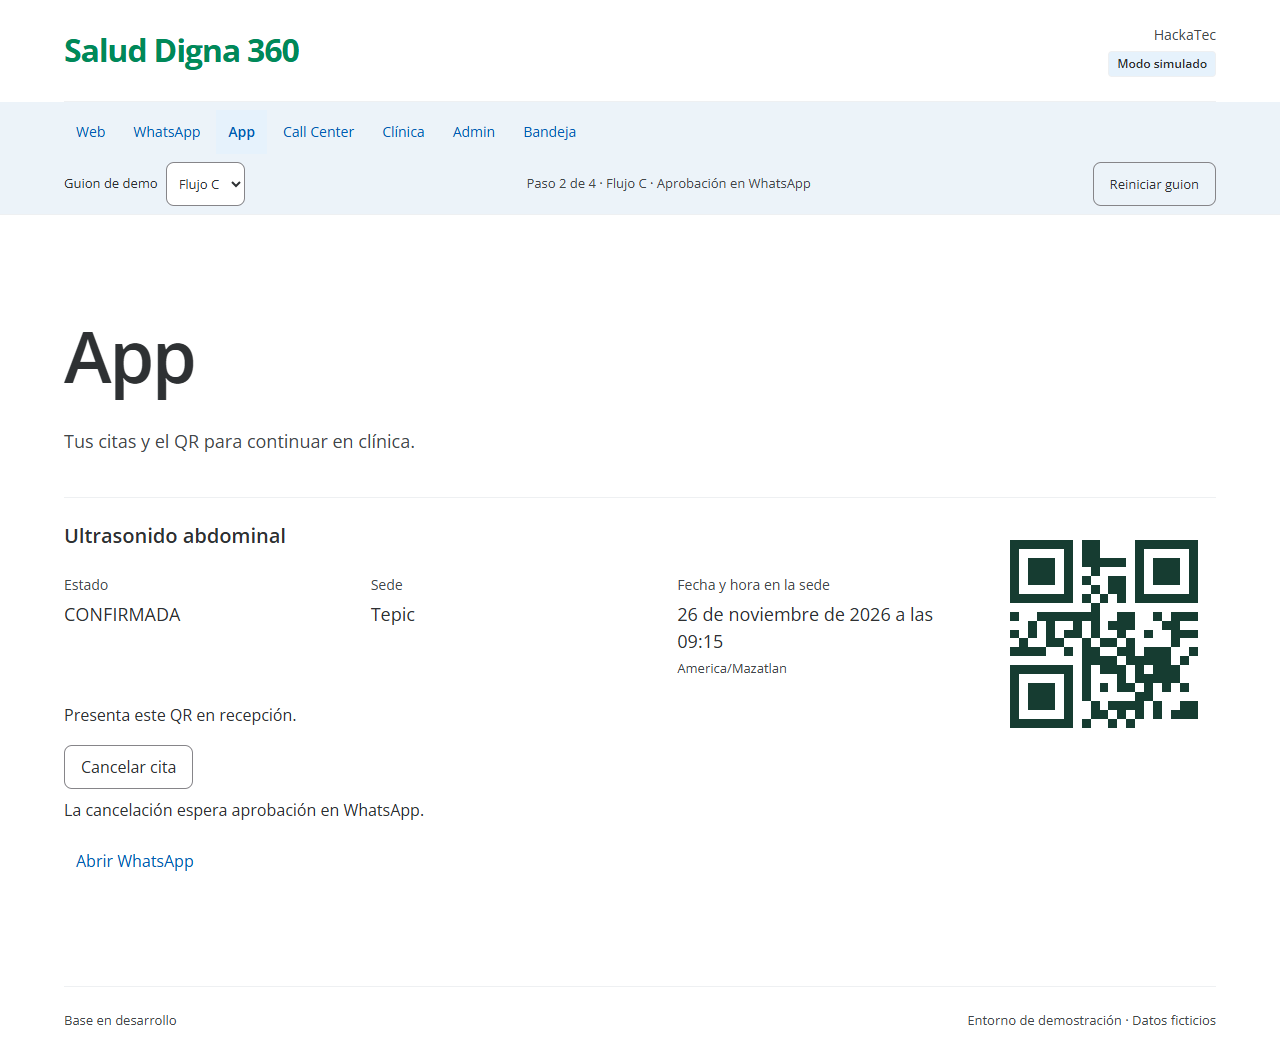 Salud Digna 360
HackaTec
Modo simulado
Web
WhatsApp
App
Call Center
Clínica
Admin
Bandeja
Guion de demo
Flujo C
Paso 2 de 4 · Flujo C · Aprobación en WhatsApp
Reiniciar guion
App
Tus citas y el QR para continuar en clínica.
Ultrasonido abdominal
Estado
CONFIRMADA
Sede
Tepic
Fecha y hora en la sede
26 de noviembre de 2026 a las
09:15
America/Mazatlan
Presenta este QR en recepción.
Cancelar cita
La cancelación espera aprobación en WhatsApp.
Abrir WhatsApp
Base en desarrollo
Entorno de demostración · Datos ficticios